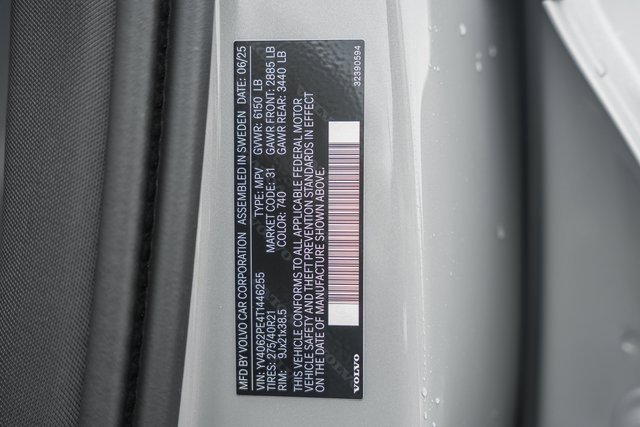 MFD BY VOLVO CAR CORPORATION ASSEMBLED IN SWEDEN DATE: 06/25
VIN: YV4062PE4T1446255 TYPE: MPV GVWR: 6150 LB
TIRES: 275/40R21 MARKET CODE: 31 GAWR FRONT: 2885 LB
RIM: 9Jx21x38.5 COLOR: 740 GAWR REAR: 3440 LB
THIS VEHICLE CONFORMS TO ALL APPLICABLE FEDERAL MOTOR
VEHICLE SAFETY AND THEFT PREVENTION STANDARDS IN EFFECT
ON THE DATE OF MANUFACTURE SHOWN ABOVE.
VOLVO 32390594